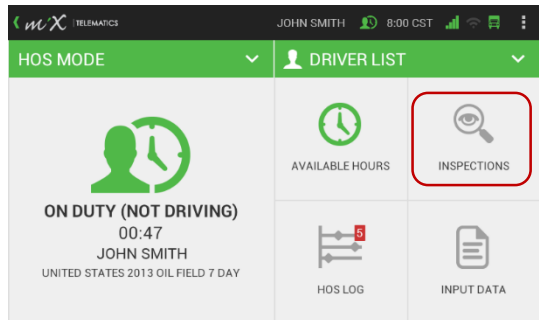 mix TELEMATICS JOHN SMITH 8:00 CST
HOS MODE
DRIVER LIST
ON DUTY (NOT DRIVING)
00:47
JOHN SMITH
UNITED STATES 2013 OIL FIELD 7 DAY
AVAILABLE HOURS
INSPECTIONS
5
HOS LOG
INPUT DATA